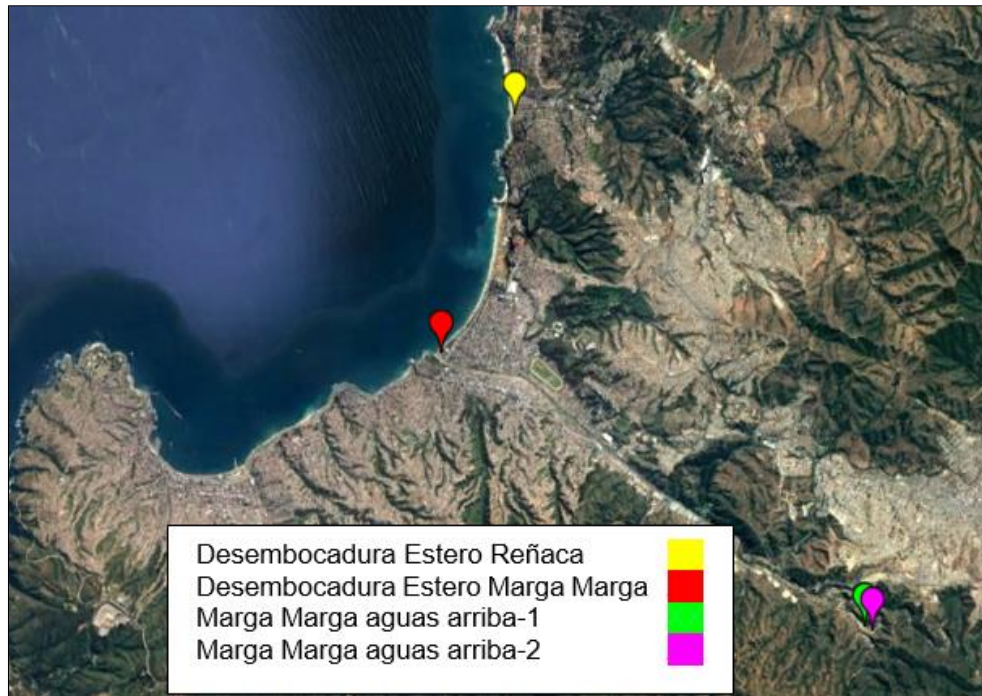 Desembocadura Estero Reñaca
Desembocadura Estero Marga Marga
Marga Marga aguas arriba-1
Marga Marga aguas arriba-2